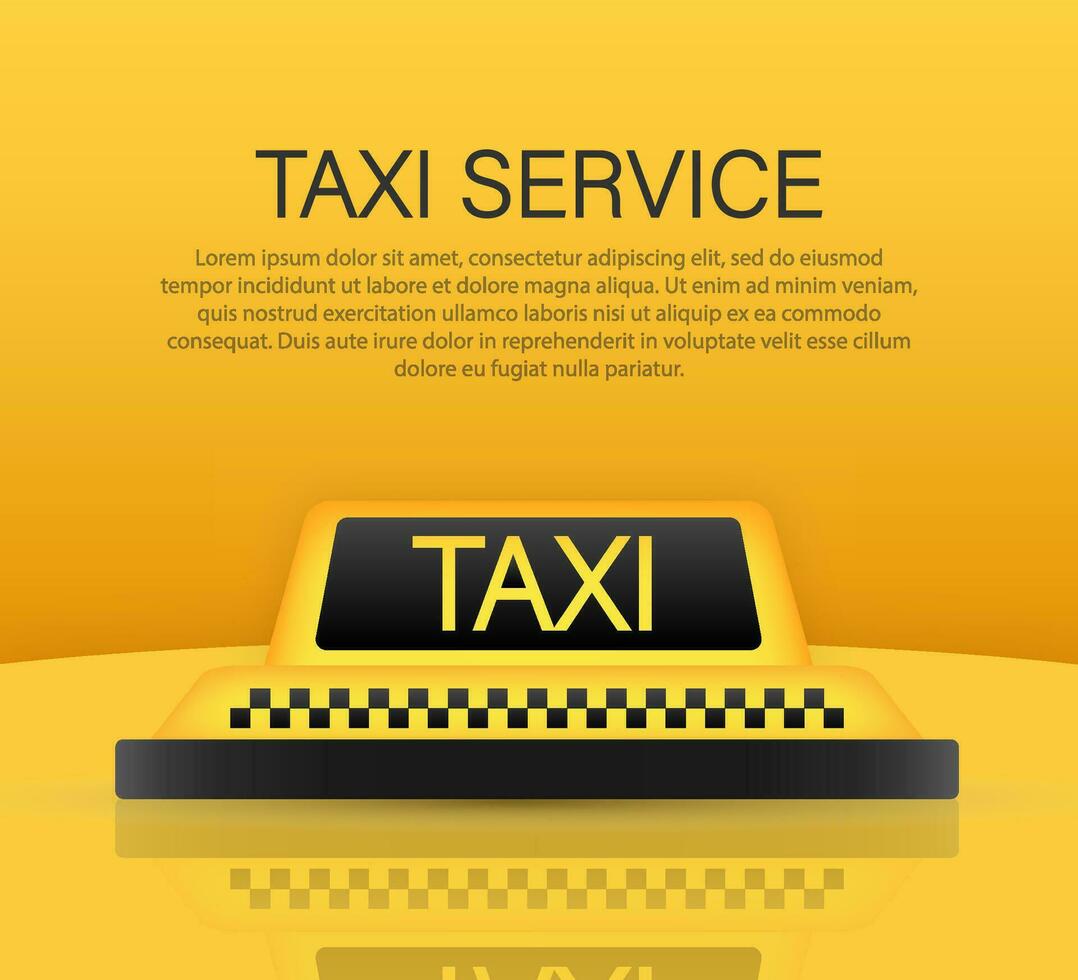 TAXI SERVICE
Lorem ipsum dolor sit amet, consectetur adipiscing elit, sed do eiusmod
tempor incididunt ut labore et dolore magna aliqua. Ut enim ad minim veniam,
quis nostrud exercitation ullamco laboris nisi ut aliquip ex ea commodo
consequat. Duis aute irure dolor in reprehenderit in voluptate velit esse cillum
dolore eu fugiat nulla pariatur.
TAXI
TAXI